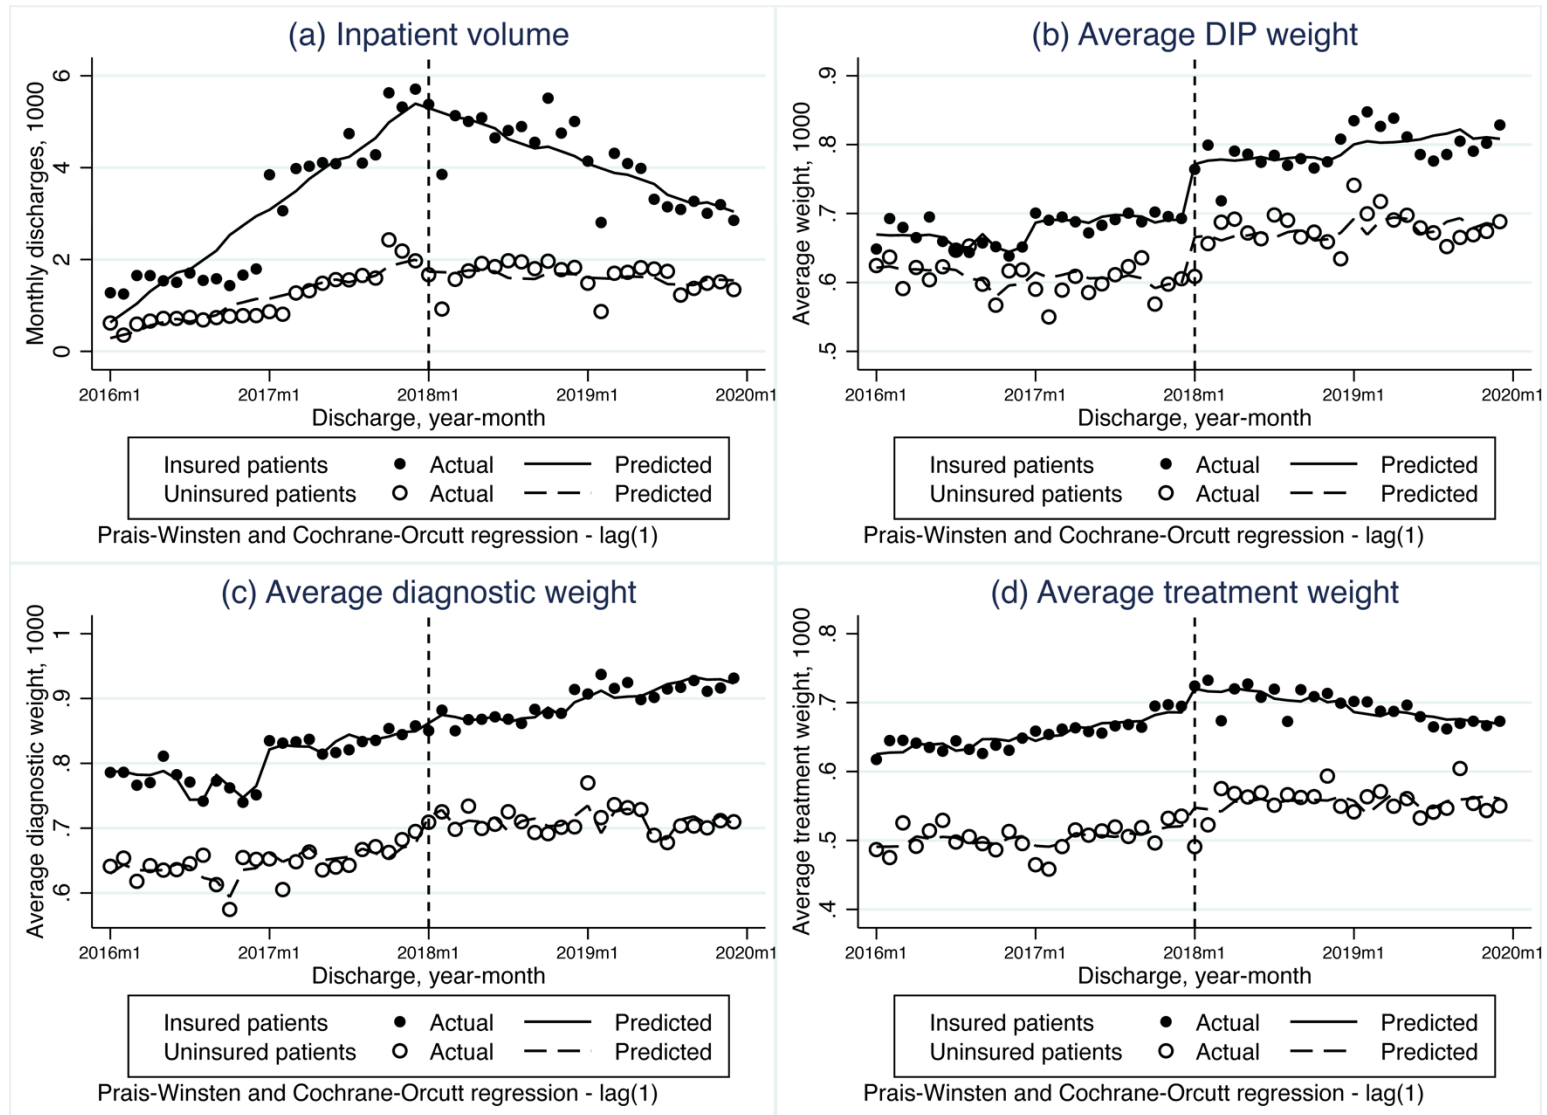 (a) Inpatient volume
Monthly discharges, 1000
6
4
2
0
2016m1 2017m1 2018m1 2019m1 2020m1
Discharge, year-month
Insured patients Actual Predicted
Uninsured patients Actual Predicted
Prais-Winsten and Cochrane-Orcutt regression - lag(1)
(b) Average DIP weight
Average weight, 1000
.9
.8
.7
.6
.5
2016m1 2017m1 2018m1 2019m1 2020m1
Discharge, year-month
Insured patients Actual Predicted
Uninsured patients Actual Predicted
Prais-Winsten and Cochrane-Orcutt regression - lag(1)
(c) Average diagnostic weight
Average diagnostic weight, 1000
1
.9
.8
.7
.6
2016m1 2017m1 2018m1 2019m1 2020m1
Discharge, year-month
Insured patients Actual Predicted
Uninsured patients Actual Predicted
Prais-Winsten and Cochrane-Orcutt regression - lag(1)
(d) Average treatment weight
Average treatment weight, 1000
.8
.7
.6
.5
.4
2016m1 2017m1 2018m1 2019m1 2020m1
Discharge, year-month
Insured patients Actual Predicted
Uninsured patients Actual Predicted
Prais-Winsten and Cochrane-Orcutt regression - lag(1)